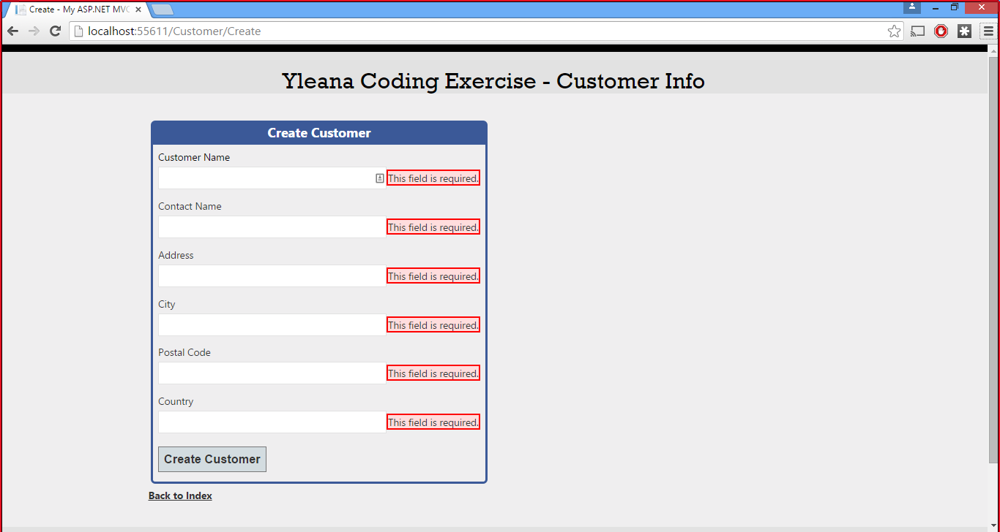 Create - My ASP.NET MVC
localhost:55611/Customer/Create
Yleana Coding Exercise - Customer Info
Create Customer
Customer Name
This field is required.
Contact Name
This field is required.
Address
This field is required.
City
This field is required.
Postal Code
This field is required.
Country
This field is required.
Create Customer
Back to Index